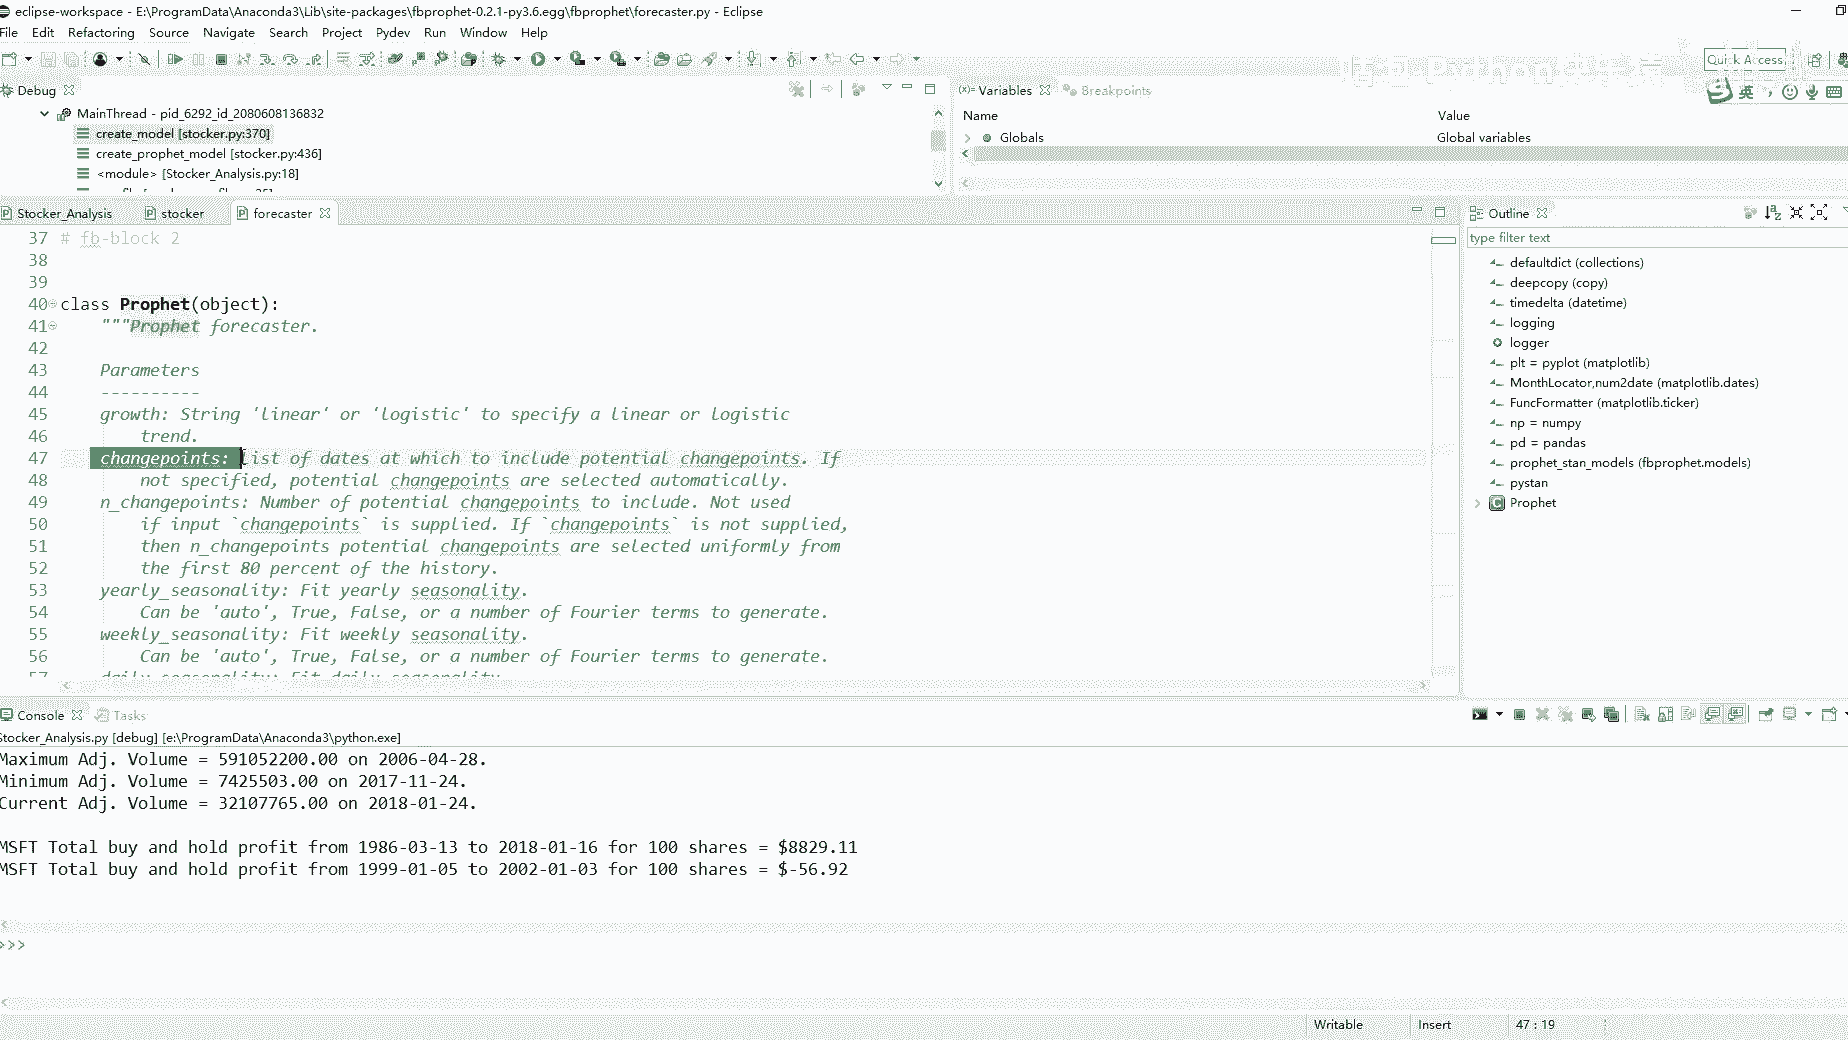 eclipse-workspace - E:\ProgramData\Anaconda3\Lib\site-packages\fbprophet-0.2.1-py3.6.egg\fbprophet\forecaster.py - Eclipse
File Edit Refactoring Source Navigate Search Project Pydev Run Window Help
Quick Access
Debug
英
MainThread - pid_6292_id_2080608136832
create_model [stocker.py:370]
create_prophet_model [stocker.py:436]
<module> [Stocker_Analysis.py:18]
(x)= Variables Breakpoints
Name Value
Globals Global variables
Stocker_Analysis stocker forecaster
37 # fb-block 2
38
39
40 class Prophet(object):
41 """Prophet forecaster.
42
43 Parameters
44 ----------
45 growth: String 'linear' or 'logistic' to specify a linear or logistic
46 trend.
47 changepoints: List of dates at which to include potential changepoints. If
48 not specified, potential changepoints are selected automatically.
49 n_changepoints: Number of potential changepoints to include. Not used
50 if input `changepoints` is supplied. If `changepoints` is not supplied,
51 then n_changepoints potential changepoints are selected uniformly from
52 the first 80 percent of the history.
53 yearly_seasonality: Fit yearly seasonality.
54 Can be 'auto', True, False, or a number of Fourier terms to generate.
55 weekly_seasonality: Fit weekly seasonality.
56 Can be 'auto', True, False, or a number of Fourier terms to generate.
57 daily_seasonality: Fit daily seasonality.
Outline
type filter text
defaultdict (collections)
deepcopy (copy)
timedelta (datetime)
logging
logger
plt = pyplot (matplotlib)
MonthLocator,num2date (matplotlib.dates)
FuncFormatter (matplotlib.ticker)
np = numpy
pd = pandas
prophet_stan_models (fbprophet.models)
pystan
Prophet
Console Tasks
Stocker_Analysis.py [debug] [e:\ProgramData\Anaconda3\python.exe]
Maximum Adj. Volume = 591052200.00 on 2006-04-28.
Minimum Adj. Volume = 7425503.00 on 2017-11-24.
Current Adj. Volume = 32107765.00 on 2018-01-24.
MSFT Total buy and hold profit from 1986-03-13 to 2018-01-16 for 100 shares = $8829.11
MSFT Total buy and hold profit from 1999-01-05 to 2002-01-03 for 100 shares = $-56.92
>>>
Writable Insert 47 : 19